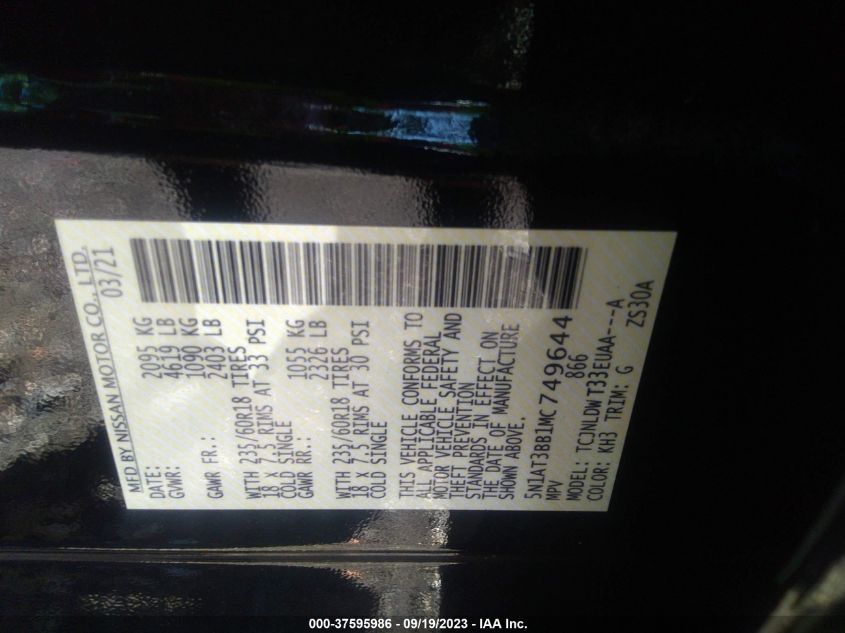 MFD BY NISSAN MOTOR CO., LTD.
DATE: 03/21
GVWR: 2095 KG
4619 LB
GAWR FR.: 1090 KG
2403 LB
WITH 235/60R18 TIRES
18 X 7.5 RIMS AT 33 PSI
COLD SINGLE
GAWR RR.: 1055 KG
2326 LB
WITH 235/60R18 TIRES
18 X 7.5 RIMS AT 30 PSI
COLD SINGLE
THIS VEHICLE CONFORMS TO
ALL APPLICABLE FEDERAL
MOTOR VEHICLE SAFETY AND
THEFT PREVENTION
STANDARDS IN EFFECT ON
THE DATE OF MANUFACTURE
SHOWN ABOVE.
5N1AT3BB1MC749644
MPV 866
MODEL: TCJNLDWT33EUAA----A
COLOR: KH3 TRIM: G ZS30A
000-37595986 - 09/19/2023 - IAA Inc.